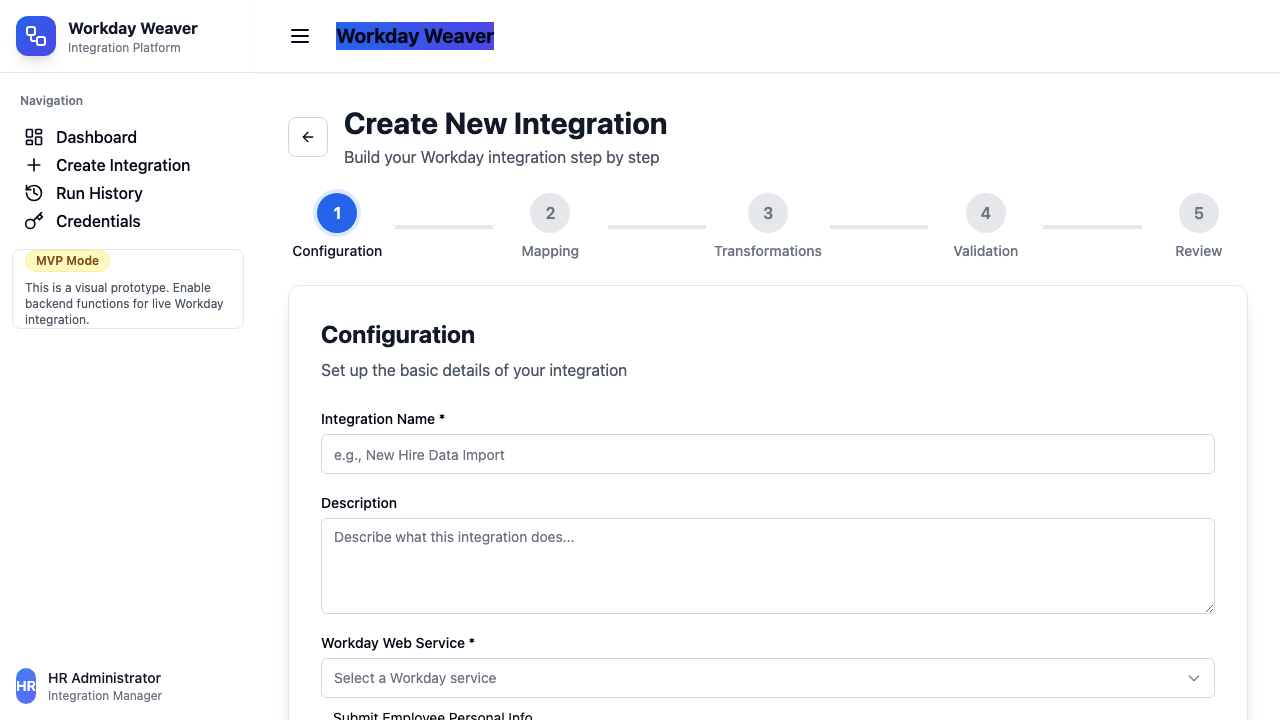 Workday Weaver
Integration Platform
Workday Weaver
Navigation
Dashboard
Create Integration
Run History
Credentials
MVP Mode
This is a visual prototype. Enable
backend functions for live Workday
integration.
HR
HR Administrator
Integration Manager
Create New Integration
Build your Workday integration step by step
1
Configuration
2
Mapping
3
Transformations
4
Validation
5
Review
Configuration
Set up the basic details of your integration
Integration Name *
e.g., New Hire Data Import
Description
Describe what this integration does...
Workday Web Service *
Select a Workday service
Submit Employee Personal Info